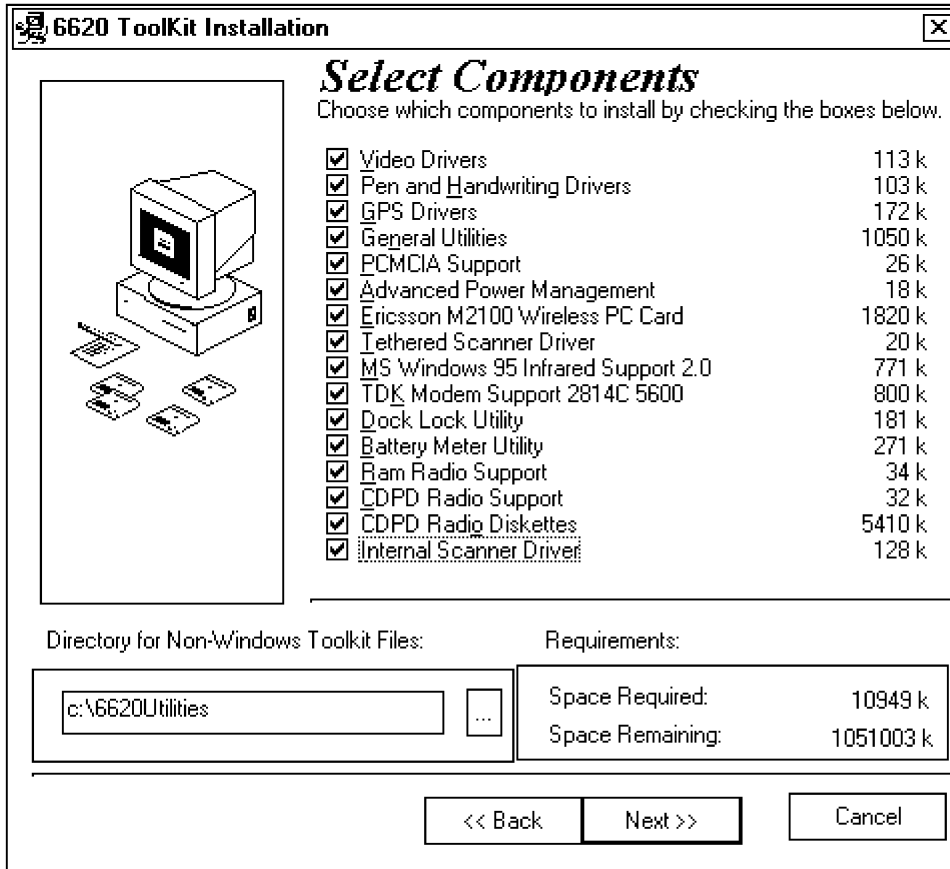 6620 ToolKit Installation
Select Components
Choose which components to install by checking the boxes below.
Video Drivers 113 k
Pen and Handwriting Drivers 103 k
GPS Drivers 172 k
General Utilities 1050 k
PCMCIA Support 26 k
Advanced Power Management 18 k
Ericsson M2100 Wireless PC Card 1820 k
Tethered Scanner Driver 20 k
MS Windows 95 Infrared Support 2.0 771 k
TDK Modem Support 2814C 5600 800 k
Dock Lock Utility 181 k
Battery Meter Utility 271 k
Ram Radio Support 34 k
CDPD Radio Support 32 k
CDPD Radio Diskettes 5410 k
Internal Scanner Driver 128 k
Directory for Non-Windows Toolkit Files:
c:\6620Utilities
...
Requirements:
Space Required: 10949 k
Space Remaining: 1051003 k
<< Back
Next >>
Cancel